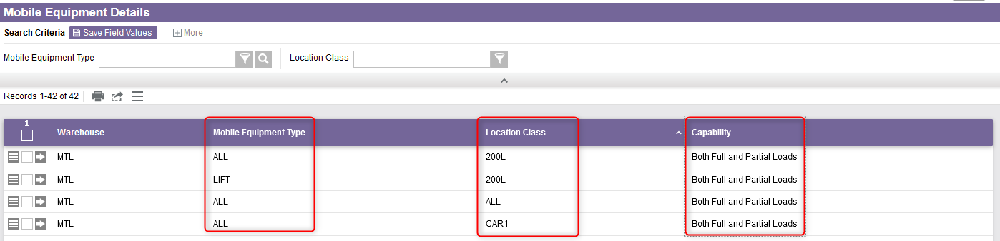 Mobile Equipment Details
Search Criteria Save Field Values More
Mobile Equipment Type Location Class
Records 1-42 of 42
1
Warehouse Mobile Equipment Type Location Class Capability
MTL ALL 200L Both Full and Partial Loads
MTL LIFT 200L Both Full and Partial Loads
MTL ALL ALL Both Full and Partial Loads
MTL ALL CAR1 Both Full and Partial Loads